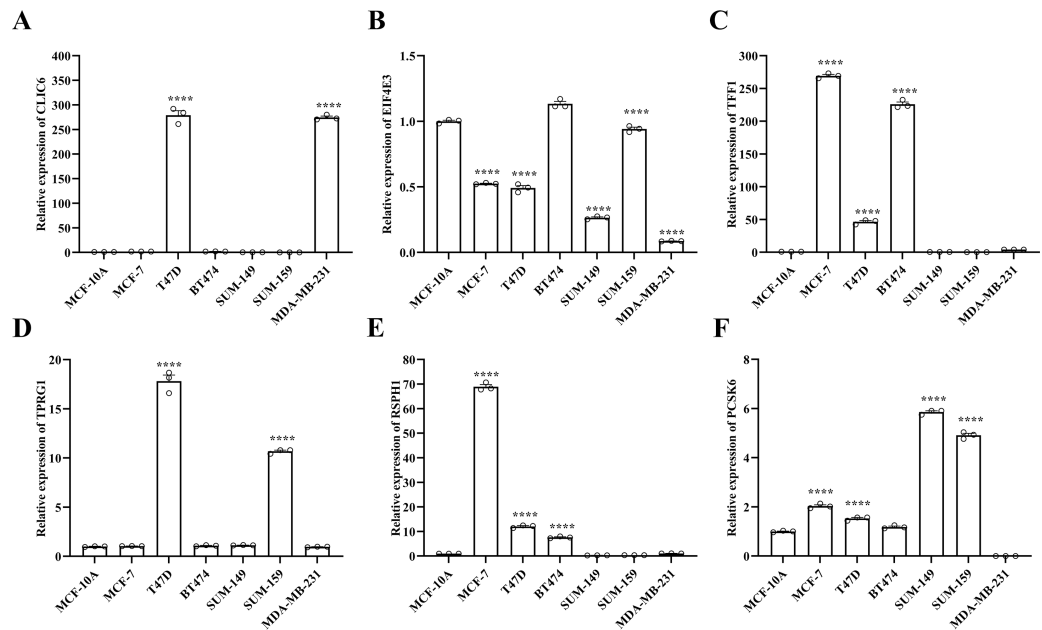 A
Relative expression of CLIC6
400
350
300
250
200
150
100
50
0
****
****
MCF-10A
MCF-7
T47D
BT474
SUM-149
SUM-159
MDA-MB-231
B
Relative expression of EIF4E3
1.5
1.0
0.5
0.0
****
****
****
****
****
MCF-10A
MCF-7
T47D
BT474
SUM-149
SUM-159
MDA-MB-231
C
Relative expression of TFF1
300
250
200
150
100
50
0
****
****
****
MCF-10A
MCF-7
T47D
BT474
SUM-149
SUM-159
MDA-MB-231
D
Relative expression of TPRG1
20
15
10
5
0
****
****
MCF-10A
MCF-7
T47D
BT474
SUM-149
SUM-159
MDA-MB-231
E
Relative expression of RSPH1
80
70
60
50
40
30
20
10
0
****
****
****
MCF-10A
MCF-7
T47D
BT474
SUM-149
SUM-159
MDA-MB-231
F
Relative expression of PCSK6
8
6
4
2
0
****
****
****
****
MCF-10A
MCF-7
T47D
BT474
SUM-149
SUM-159
MDA-MB-231